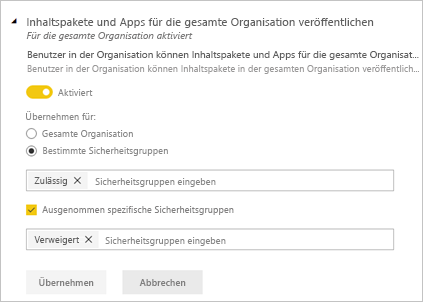 Inhaltspakete und Apps für die gesamte Organisation veröffentlichen
Für die gesamte Organisation aktiviert
Benutzer in der Organisation können Inhaltspakete und Apps für die gesamte Organisat...
Benutzer in der Organisation können Inhaltspakete in der gesamten Organisation veröffentlich...
Aktiviert
Übernehmen für:
Gesamte Organisation
Bestimmte Sicherheitsgruppen
Zulässig × Sicherheitsgruppen eingeben
Ausgenommen spezifische Sicherheitsgruppen
Verweigert × Sicherheitsgruppen eingeben
Übernehmen Abbrechen